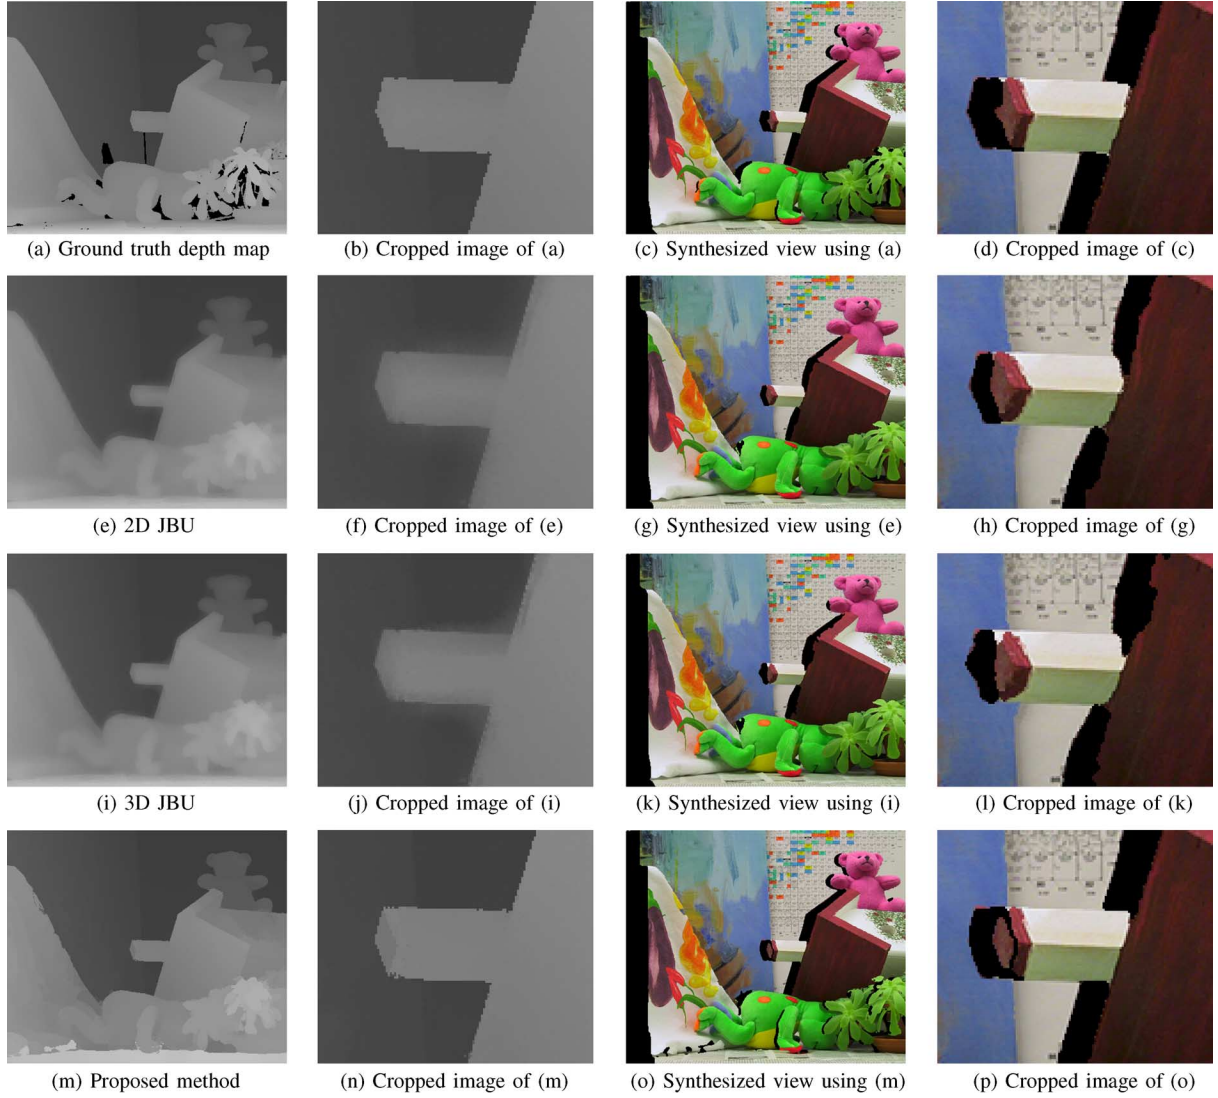 (a) Ground truth depth map
(b) Cropped image of (a)
(c) Synthesized view using (a)
(d) Cropped image of (c)
(e) 2D JBU
(f) Cropped image of (e)
(g) Synthesized view using (e)
(h) Cropped image of (g)
(i) 3D JBU
(j) Cropped image of (i)
(k) Synthesized view using (i)
(l) Cropped image of (k)
(m) Proposed method
(n) Cropped image of (m)
(o) Synthesized view using (m)
(p) Cropped image of (o)